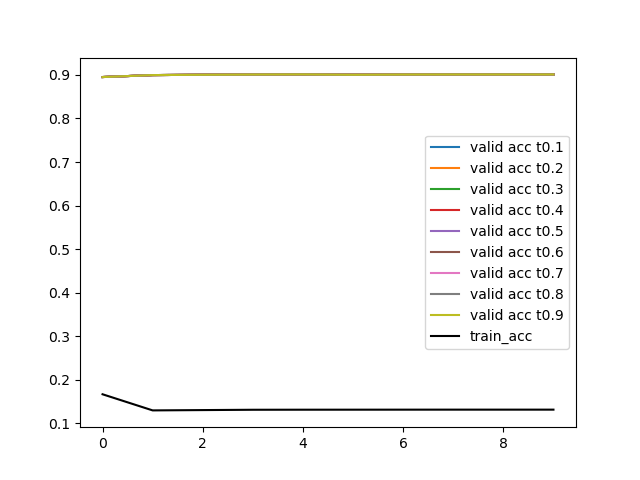 0.9
0.8
0.7
0.6
0.5
0.4
0.3
0.2
0.1
valid acc t0.1
valid acc t0.2
valid acc t0.3
valid acc t0.4
valid acc t0.5
valid acc t0.6
valid acc t0.7
valid acc t0.8
valid acc t0.9
train_acc
0 2 4 6 8